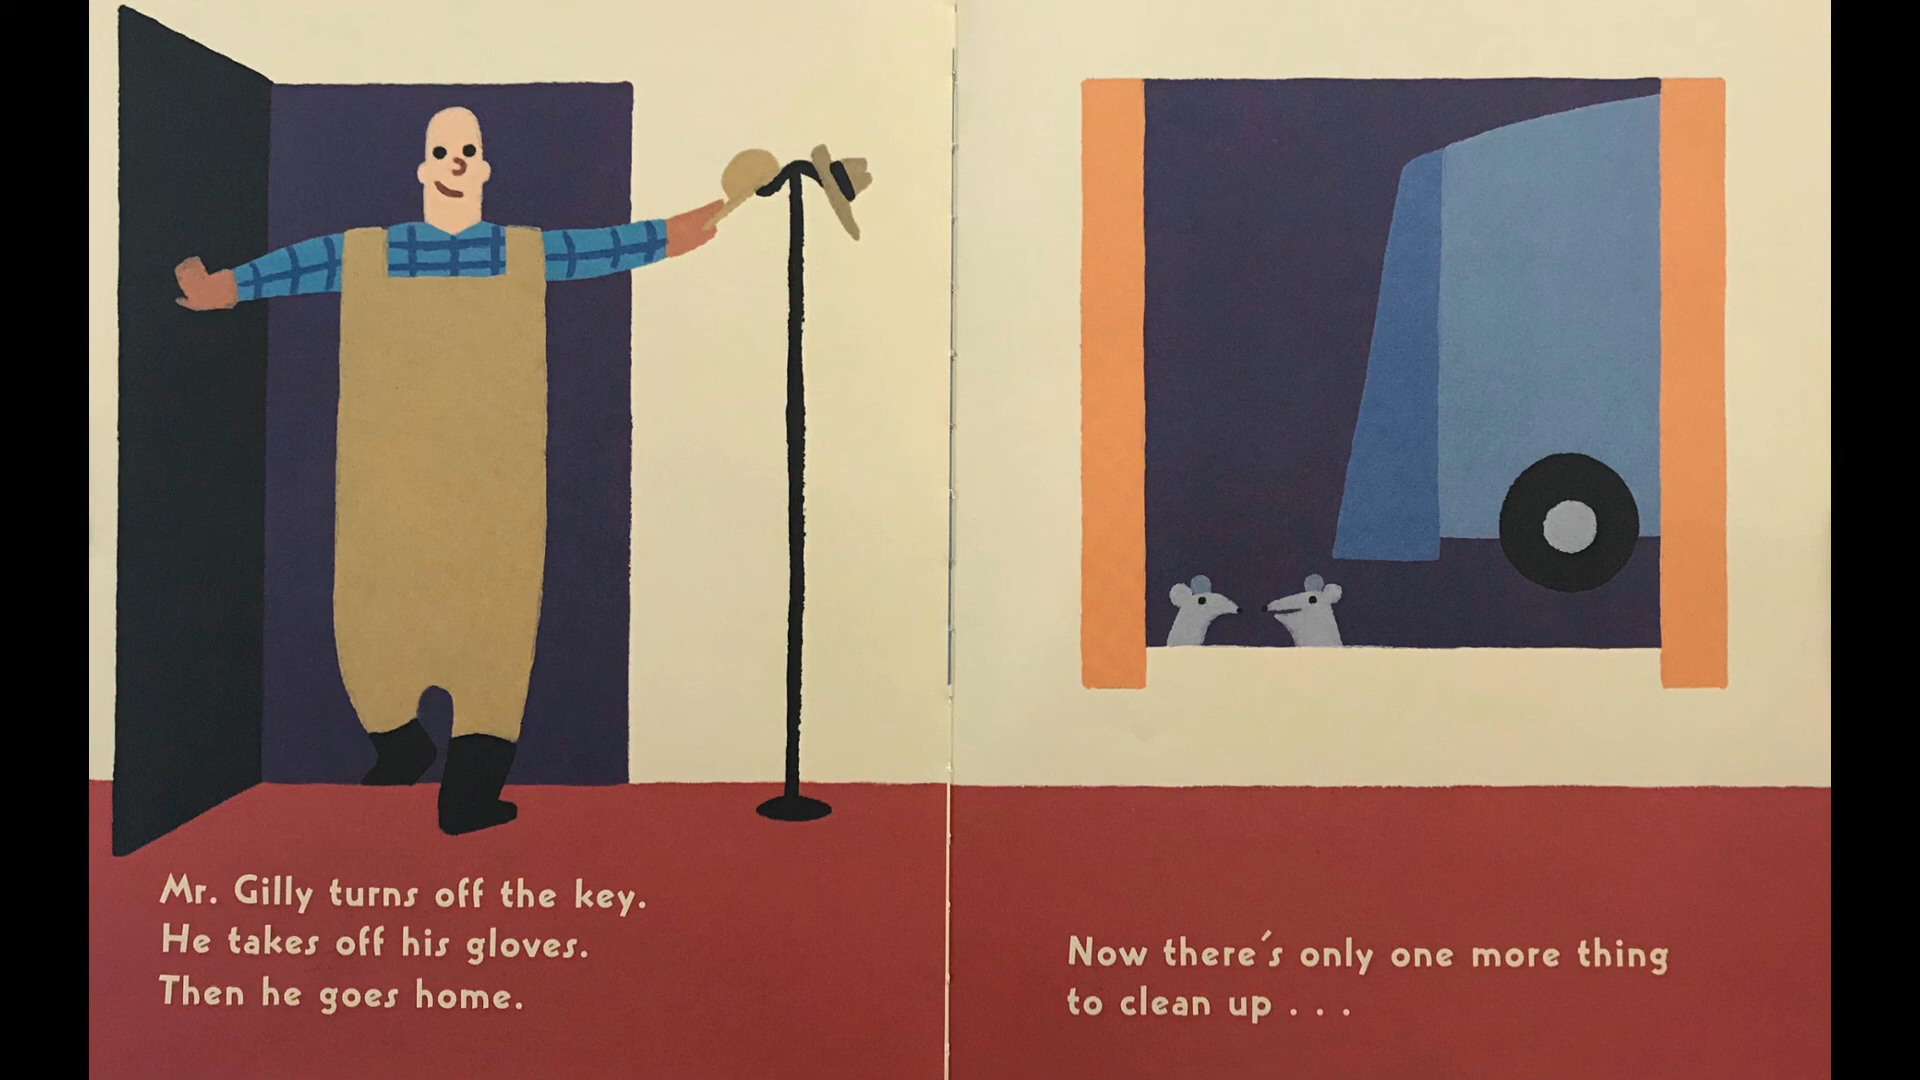 Mr. Gilly turns off the key.
He takes off his gloves.
Then he goes home.
Now there's only one more thing
to clean up . . .